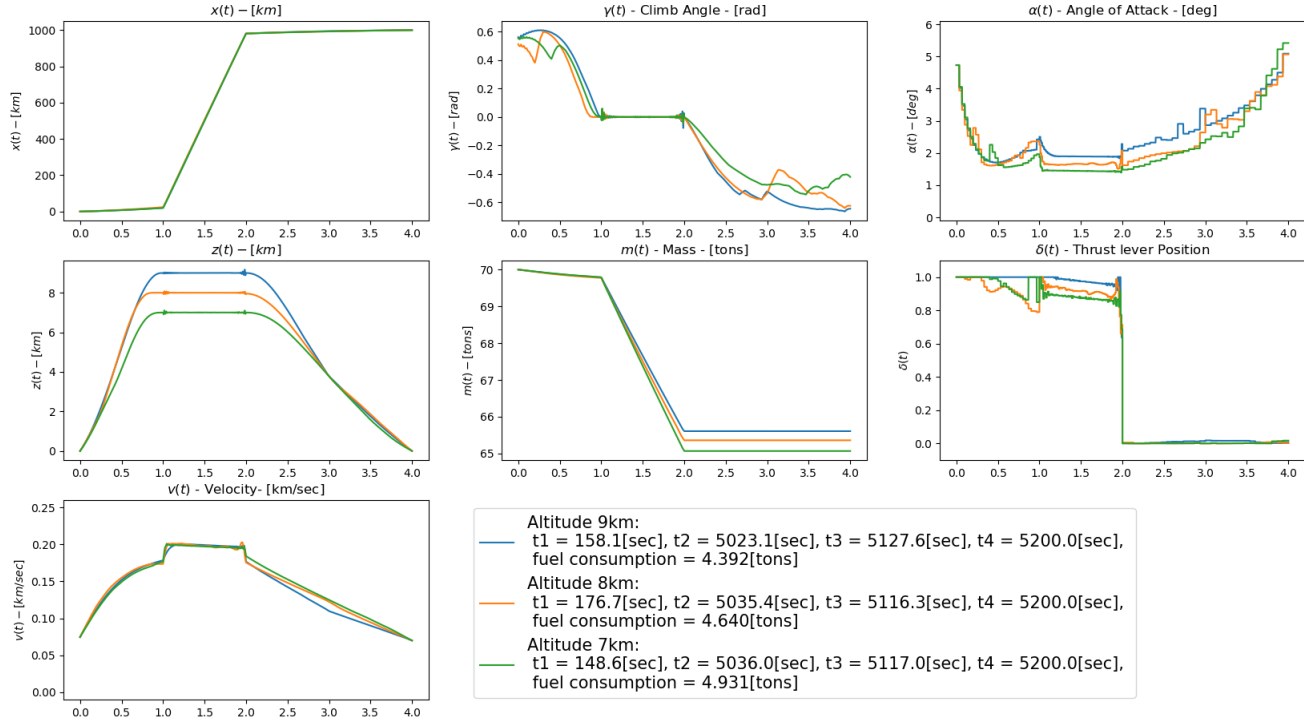 x(t) − [km]
x(t) − [km]
1000
800
600
400
200
0
0.0 0.5 1.0 1.5 2.0 2.5 3.0 3.5 4.0
γ(t) - Climb Angle - [rad]
γ(t) − [rad]
0.6
0.4
0.2
0.0
−0.2
−0.4
−0.6
0.0 0.5 1.0 1.5 2.0 2.5 3.0 3.5 4.0
α(t) - Angle of Attack - [deg]
α(t) − [deg]
6
5
4
3
2
1
0
0.0 0.5 1.0 1.5 2.0 2.5 3.0 3.5 4.0
z(t) − [km]
z(t) − [km]
8
6
4
2
0
0.0 0.5 1.0 1.5 2.0 2.5 3.0 3.5 4.0
m(t) - Mass - [tons]
m(t) − [tons]
70
69
68
67
66
65
0.0 0.5 1.0 1.5 2.0 2.5 3.0 3.5 4.0
δ(t) - Thrust lever Position
δ(t)
1.0
0.8
0.6
0.4
0.2
0.0
0.0 0.5 1.0 1.5 2.0 2.5 3.0 3.5 4.0
v(t) - Velocity- [km/sec]
v(t) − [km/sec]
0.25
0.20
0.15
0.10
0.05
0.00
0.0 0.5 1.0 1.5 2.0 2.5 3.0 3.5 4.0
Altitude 9km:
t1 = 158.1[sec], t2 = 5023.1[sec], t3 = 5127.6[sec], t4 = 5200.0[sec],
fuel consumption = 4.392[tons]
Altitude 8km:
t1 = 176.7[sec], t2 = 5035.4[sec], t3 = 5116.3[sec], t4 = 5200.0[sec],
fuel consumption = 4.640[tons]
Altitude 7km:
t1 = 148.6[sec], t2 = 5036.0[sec], t3 = 5117.0[sec], t4 = 5200.0[sec],
fuel consumption = 4.931[tons]